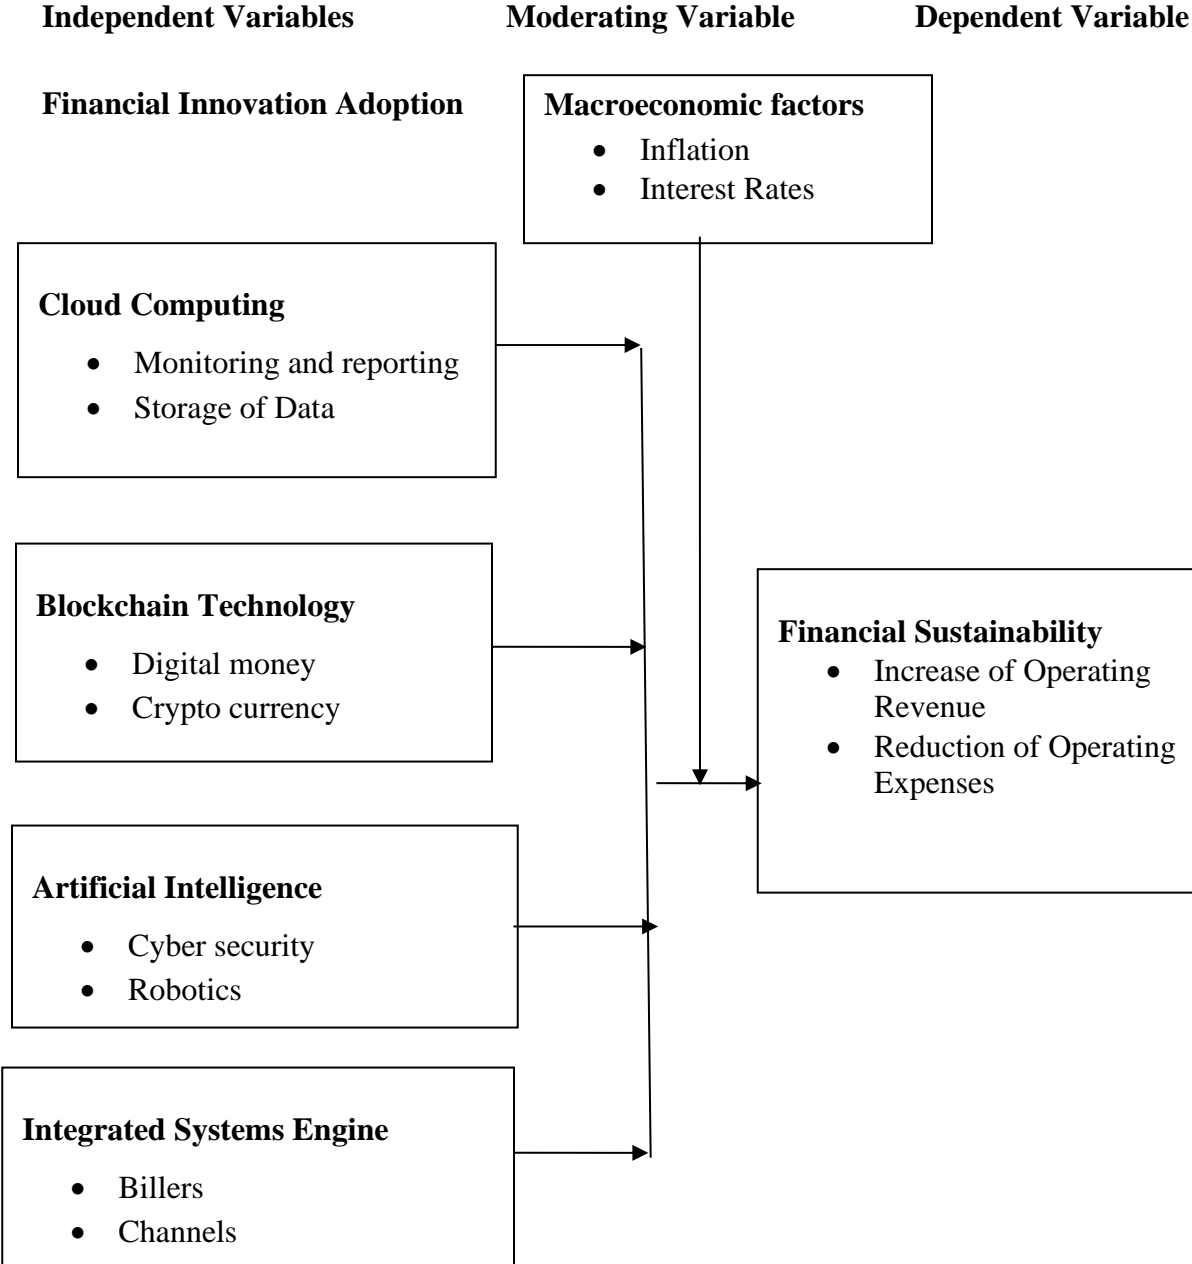 Independent Variables
Moderating Variable
Dependent Variable
Financial Innovation Adoption
Macroeconomic factors
• Inflation
• Interest Rates
Cloud Computing
• Monitoring and reporting
• Storage of Data
Blockchain Technology
• Digital money
• Crypto currency
Artificial Intelligence
• Cyber security
• Robotics
Integrated Systems Engine
• Billers
• Channels
Financial Sustainability
• Increase of Operating
Revenue
• Reduction of Operating
Expenses